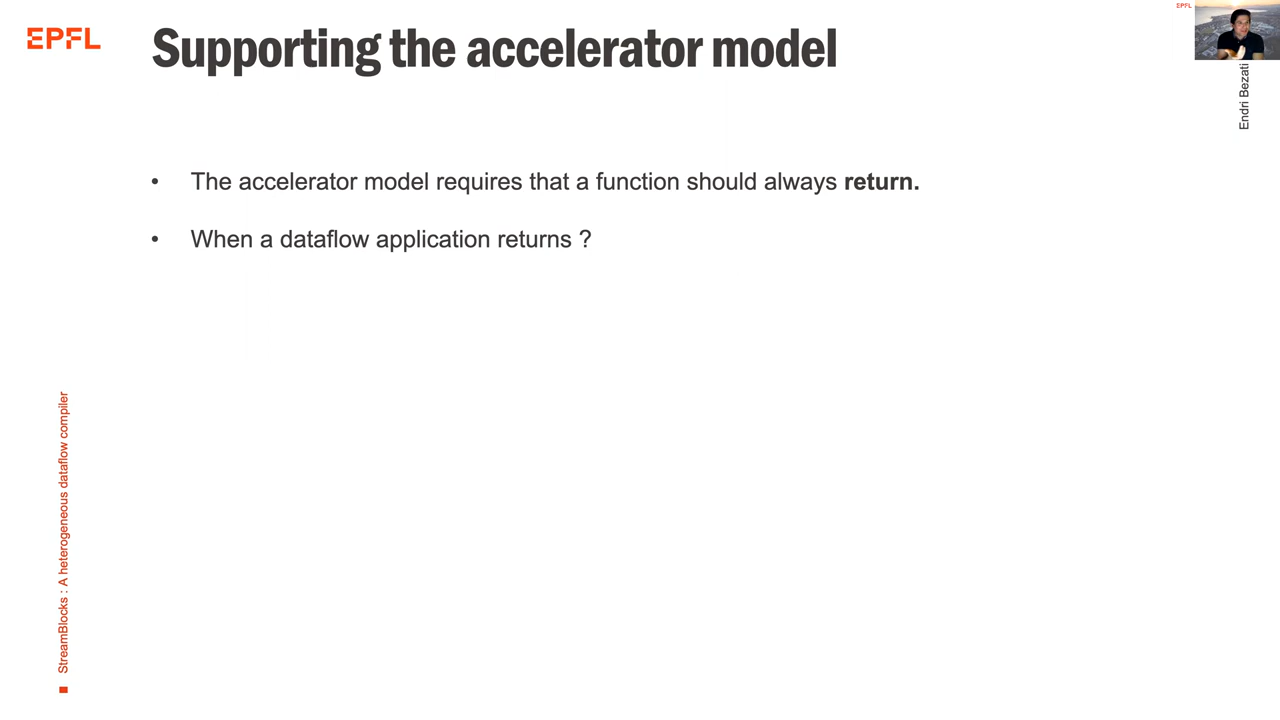 EPFL
Supporting the accelerator model
EPFL
Endri Bezati
• The accelerator model requires that a function should always return.
• When a dataflow application returns ?
StreamBlocks : A heterogeneous dataflow compiler